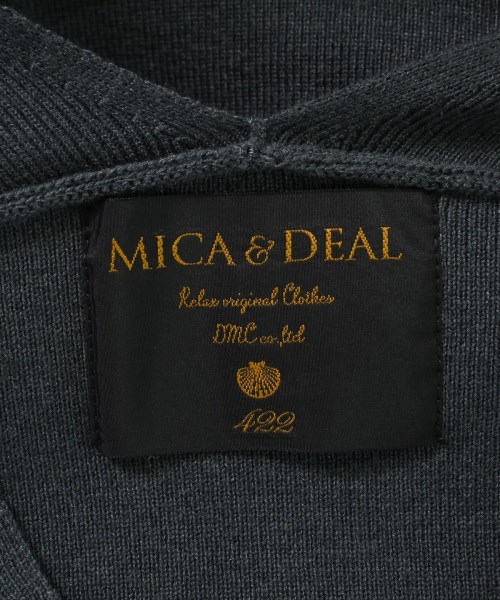 MICA & DEAL
Relax original Clothes
DMC co.,ltd
422